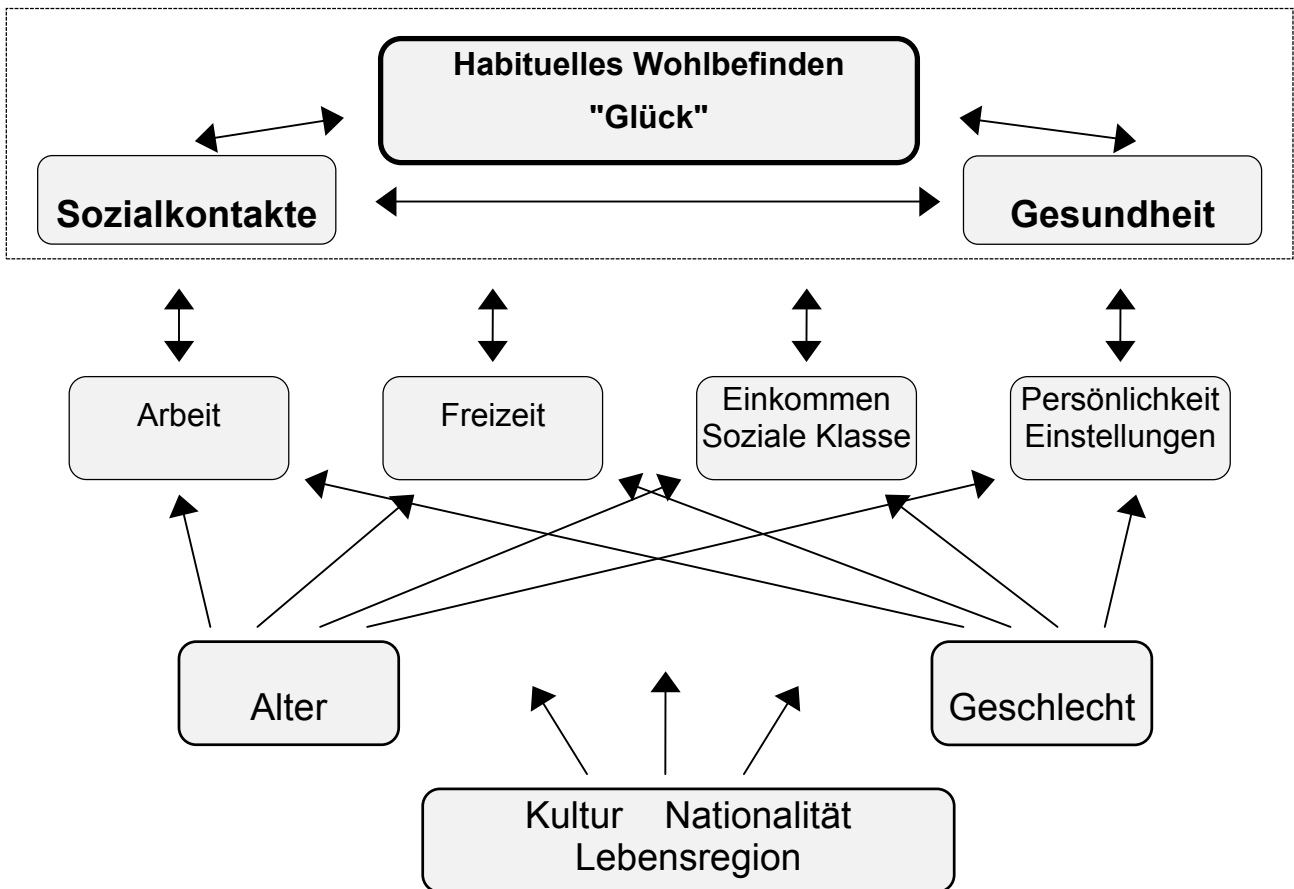 Habituelles Wohlbefinden
"Glück"
Sozialkontakte
Gesundheit
Arbeit
Freizeit
Einkommen
Soziale Klasse
Persönlichkeit
Einstellungen
Alter
Geschlecht
Kultur Nationalität
Lebensregion